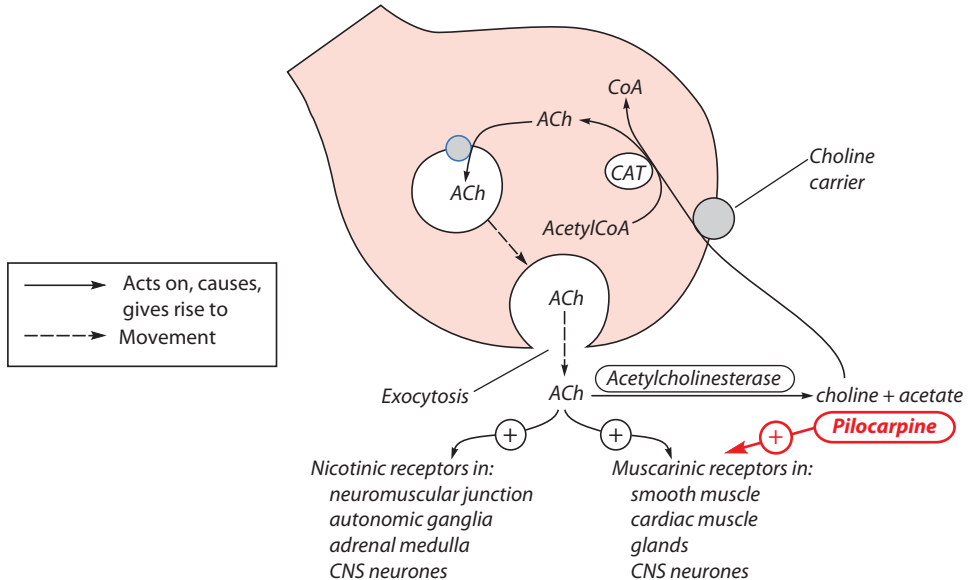 CoA
ACh
Choline
carrier
CAT
ACh
AcetylCoA
Acts on, causes,
gives rise to
Movement
ACh
Exocytosis
ACh
Acetylcholinesterase
choline + acetate
Pilocarpine
+
+
+
Nicotinic receptors in:
neuromuscular junction
autonomic ganglia
adrenal medulla
CNS neurones
Muscarinic receptors in:
smooth muscle
cardiac muscle
glands
CNS neurones